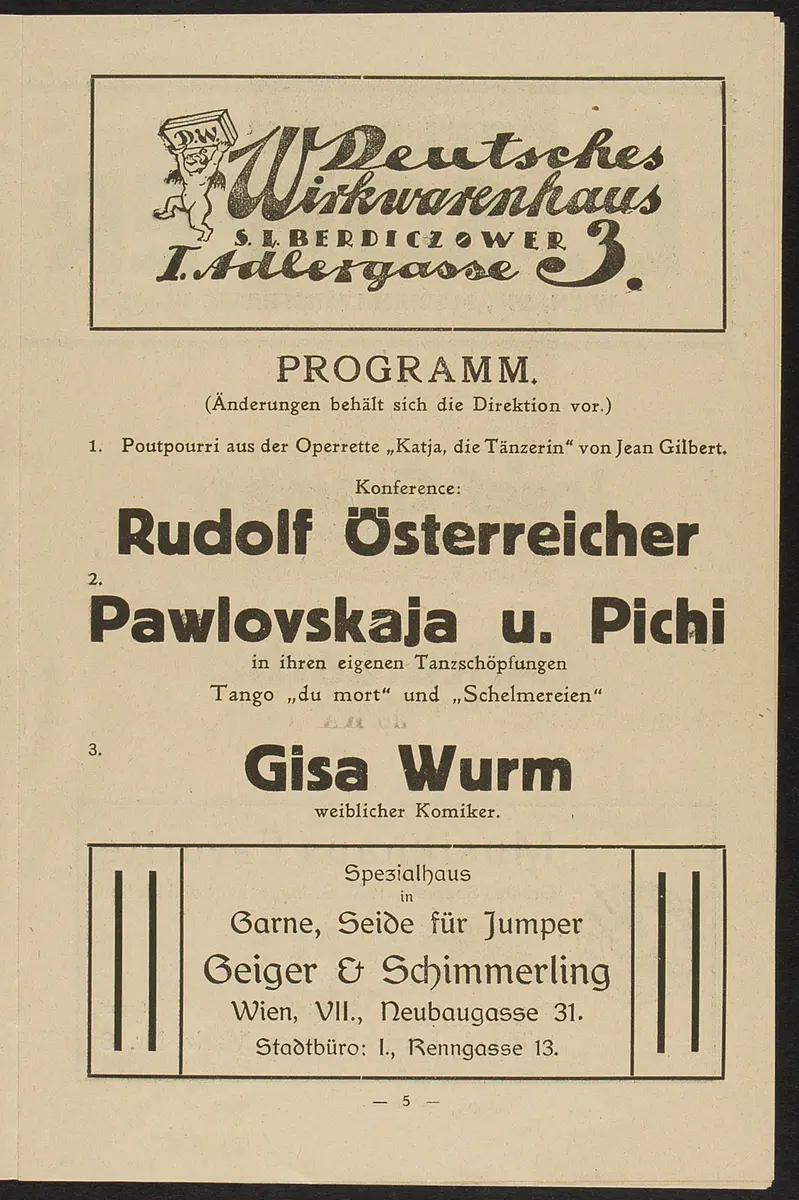 D.W.
Deutsches
Wirkwarenhaus
S. L. BERDICZOWER
I. Adlergasse 3.
PROGRAMM.
(Änderungen behält sich die Direktion vor.)
1. Poutpourri aus der Operrette „Katja, die Tänzerin“ von Jean Gilbert.
Konference:
Rudolf Österreicher
2.
Pawlovskaja u. Pichi
in ihren eigenen Tanzschöpfungen
Tango „du mort“ und „Schelmereien“
3.
Gisa Wurm
weiblicher Komiker.
Spezialhaus
in
Garne, Seide für Jumper
Geiger & Schimmerling
Wien, VII., Neubaugasse 31.
Stadtbüro: I., Renngasse 13.
— 5 —